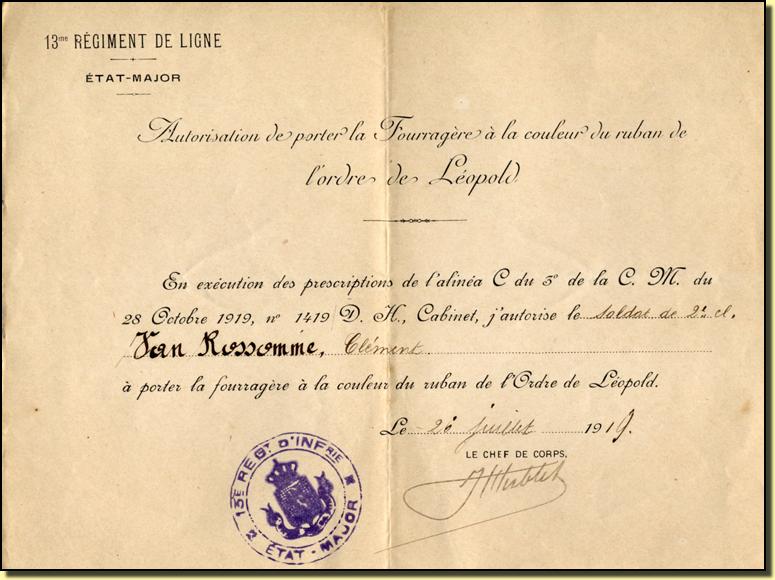 13me RÉGIMENT DE LIGNE
ÉTAT-MAJOR
Autorisation de porter la Fourragère à la couleur du ruban de
l'ordre de Léopold
En exécution des prescriptions de l'alinéa C du 3° de la C. M. du
28 Octobre 1919, n° 1419 D. H., Cabinet, j'autorise le soldat de 2e cl.
Van Rossomme, Clément
à porter la fourragère à la couleur du ruban de l'Ordre de Léopold.
Le 20 juillet 1919.
LE CHEF DE CORPS.
13E REGT. D'INFRIE
ÉTAT-MAJOR